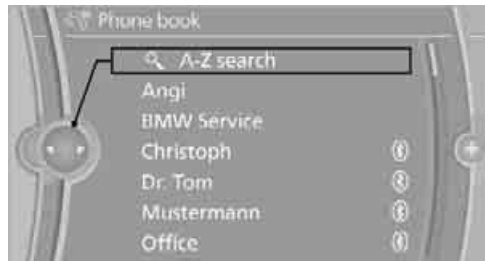 Phone book
A-Z search
Angi
BMW Service
Christoph
Dr. Tom
Mustermann
Office